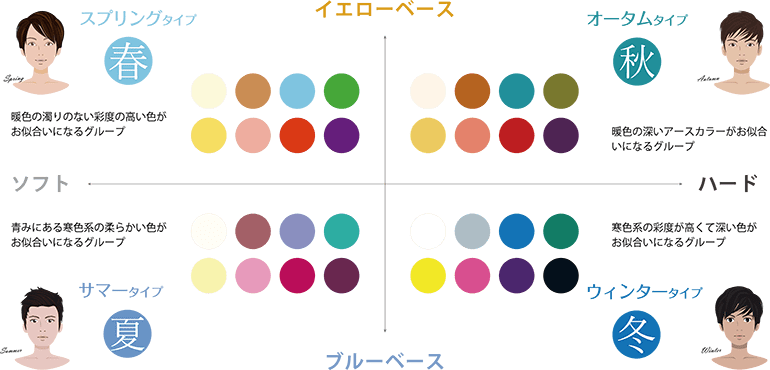 イエローベース
スプリングタイプ
春
Spring
暖色の濁りのない彩度の高い色が
お似合いになるグループ
オータムタイプ
秋
Autumn
暖色の深いアースカラーがお似合
いになるグループ
ソフト
ハード
青みにある寒色系の柔らかい色が
お似合いになるグループ
サマータイプ
夏
Summer
寒色系の彩度が高くて深い色が
お似合いになるグループ
ウィンタータイプ
冬
Winter
ブルーベース